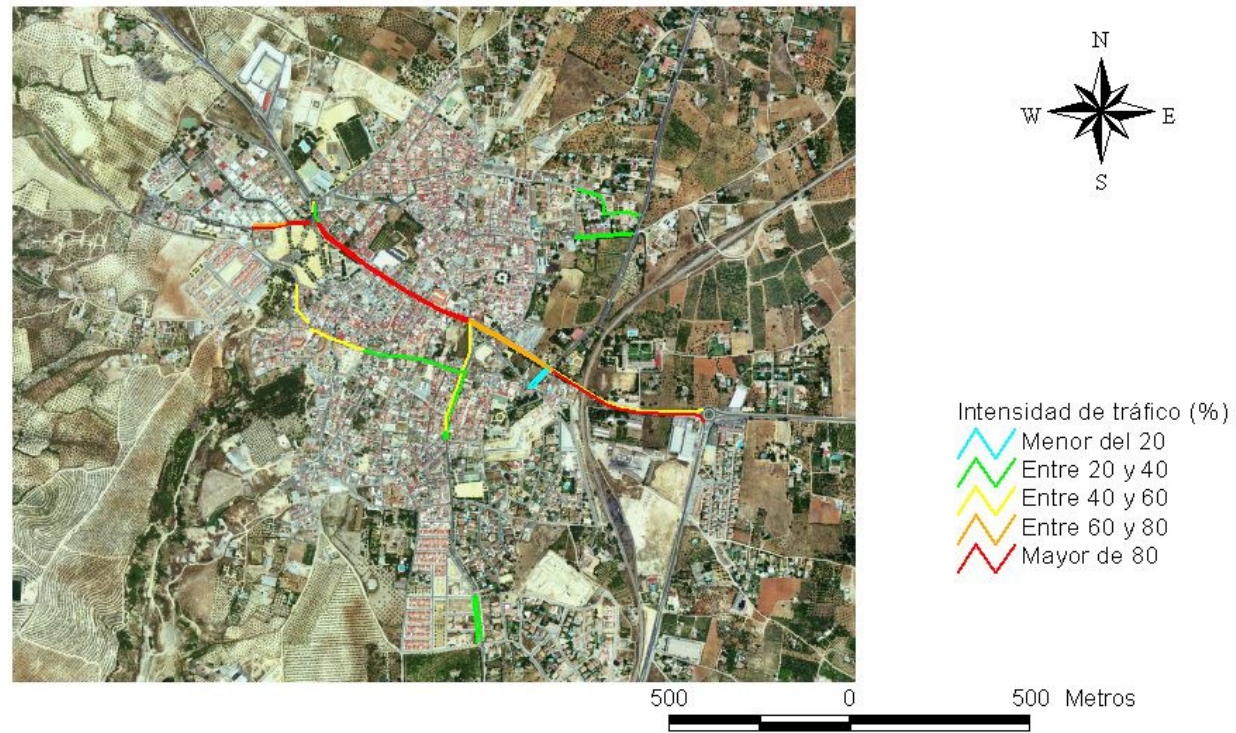 N
W E
S
Intensidad de tráfico (%)
Menor del 20
Entre 20 y 40
Entre 40 y 60
Entre 60 y 80
Mayor de 80
500 0 500 Metros